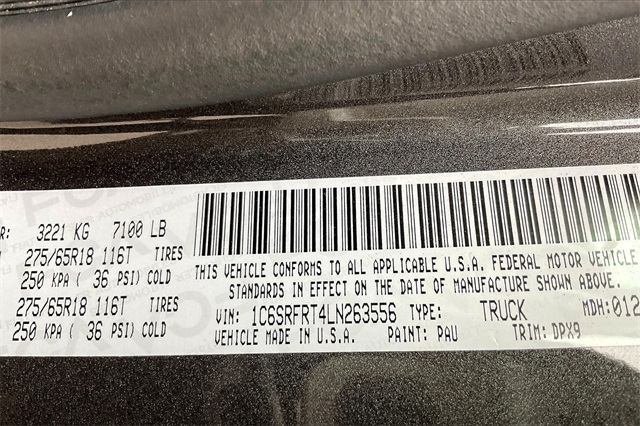 R: 3221 KG 7100 LB
275/65R18 116T TIRES
250 KPA ( 36 PSI) COLD
275/65R18 116T TIRES
250 KPA ( 36 PSI) COLD
THIS VEHICLE CONFORMS TO ALL APPLICABLE U.S.A. FEDERAL MOTOR VEHICLE
STANDARDS IN EFFECT ON THE DATE OF MANUFACTURE SHOWN ABOVE.
VIN: 1C6SRFRT4LN263556 TYPE: TRUCK MDH: 012
VEHICLE MADE IN U.S.A. PAINT: PAU TRIM: DPX9